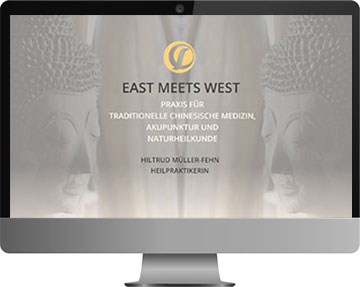 EAST MEETS WEST
PRAXIS FÜR
TRADITIONELLE CHINESISCHE MEDIZIN,
AKUPUNKTUR UND
NATURHEILKUNDE
HILTRUD MÜLLER-FEHN
HEILPRAKTIKERIN